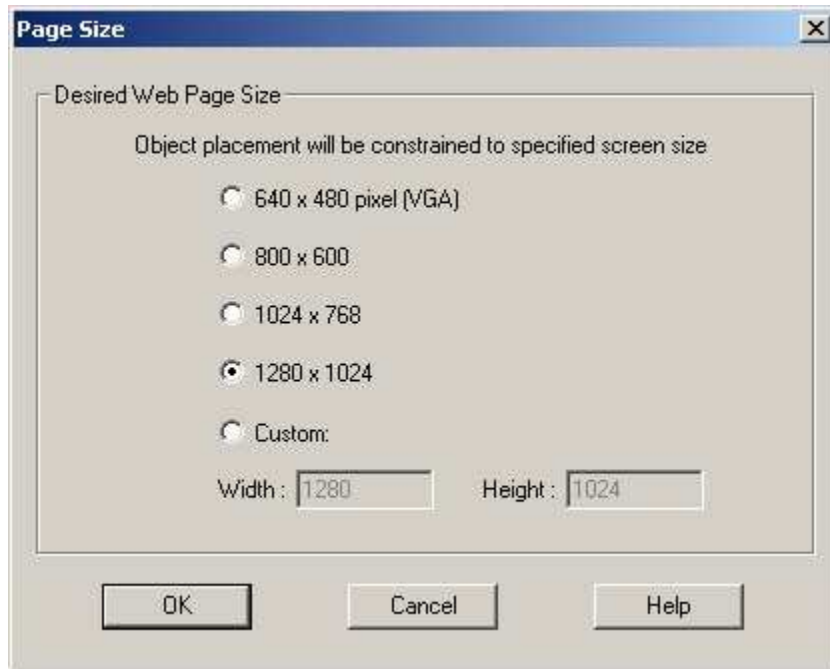 Page Size
Desired Web Page Size
Object placement will be constrained to specified screen size
640 x 480 pixel (VGA)
800 x 600
1024 x 768
1280 x 1024
Custom:
Width : 1280 Height : 1024
OK Cancel Help